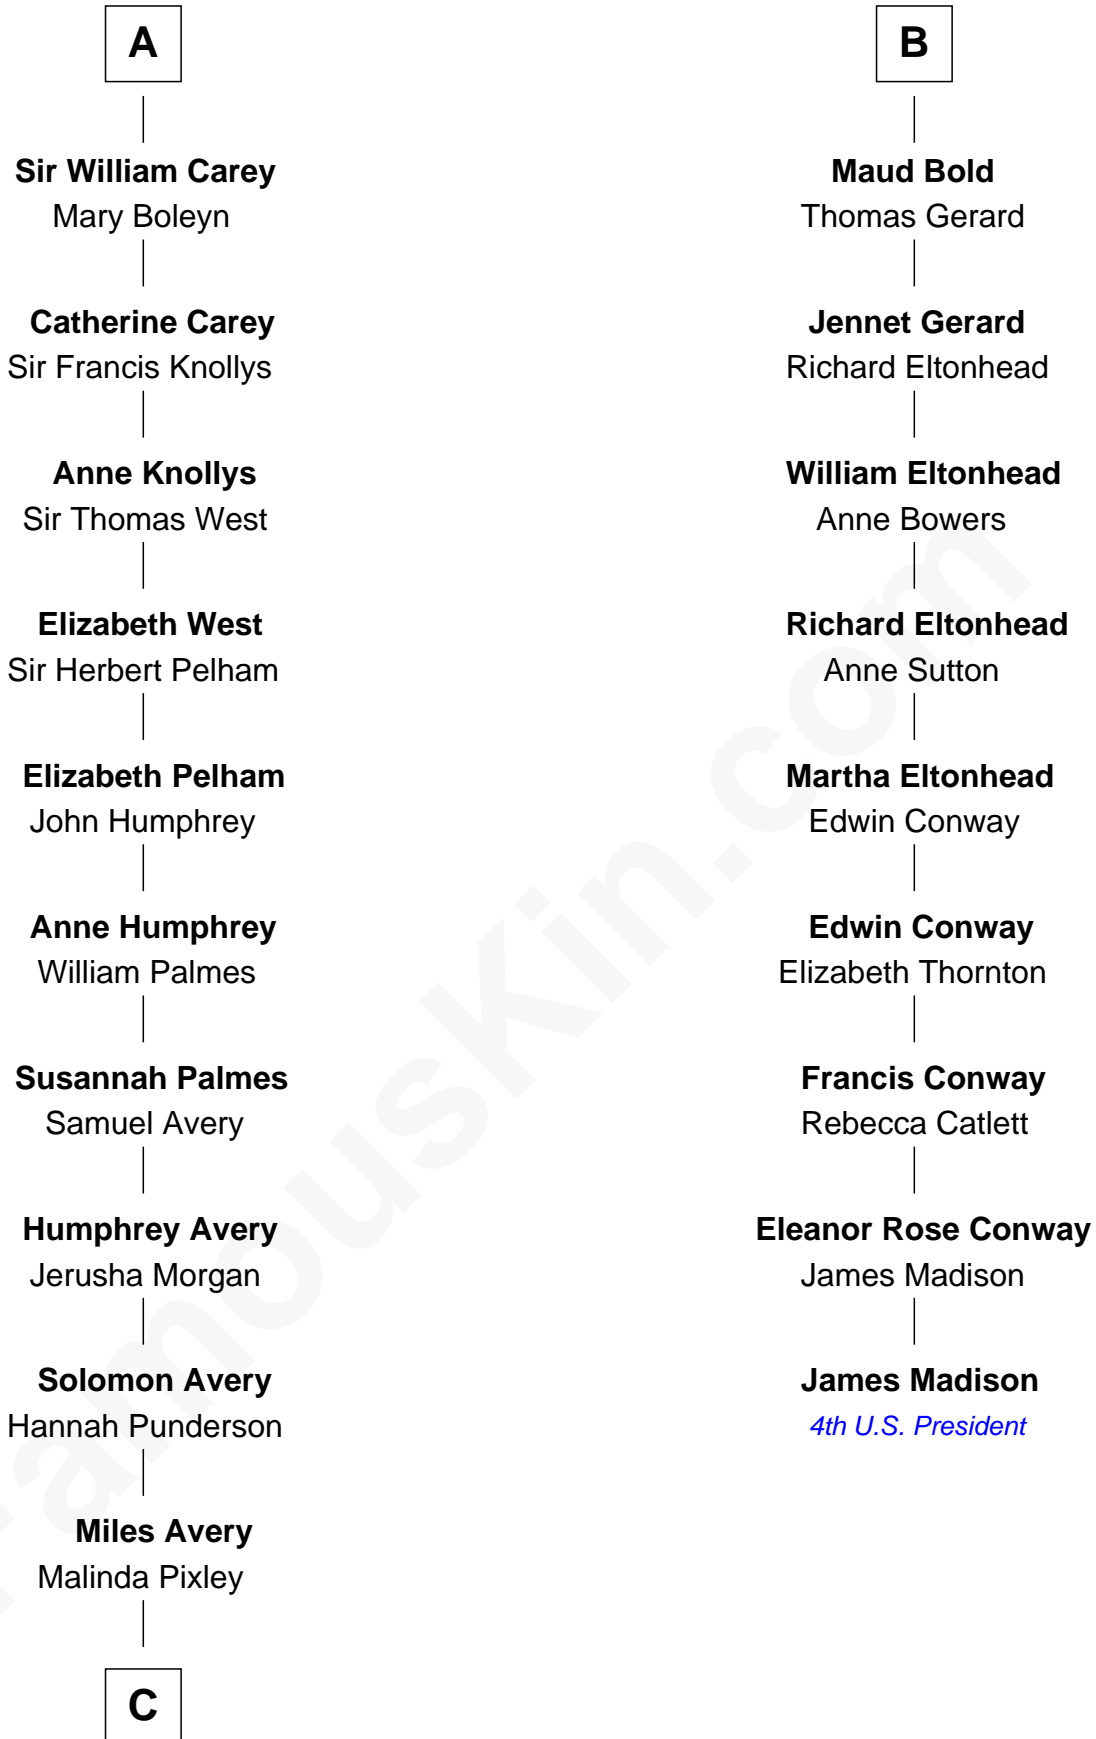 A
Sir William Carey
Mary Boleyn
Catherine Carey
Sir Francis Knollys
Anne Knollys
Sir Thomas West
Elizabeth West
Sir Herbert Pelham
Elizabeth Pelham
John Humphrey
Anne Humphrey
William Palmes
Susannah Palmes
Samuel Avery
Humphrey Avery
Jerusha Morgan
Solomon Avery
Hannah Punderson
Miles Avery
Malinda Pixley
C
B
Maud Bold
Thomas Gerard
Jennet Gerard
Richard Eltonhead
William Eltonhead
Anne Bowers
Richard Eltonhead
Anne Sutton
Martha Eltonhead
Edwin Conway
Edwin Conway
Elizabeth Thornton
Francis Conway
Rebecca Catlett
Eleanor Rose Conway
James Madison
James Madison
4th U.S. President
FamousKin.com